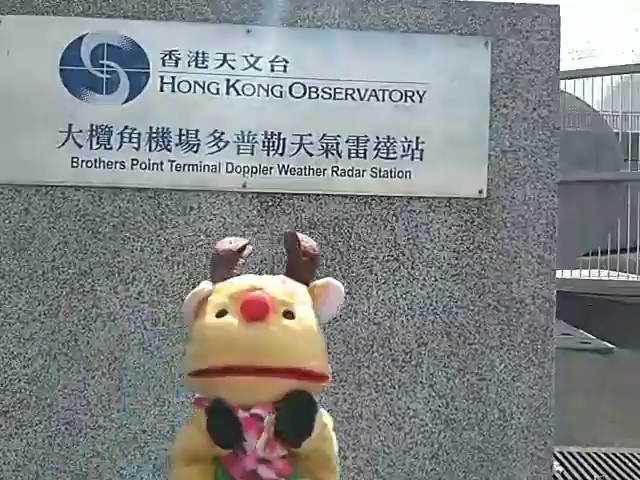 香港天文台
HONG KONG OBSERVATORY
大欖角機場多普勒天氣雷達站
Brothers Point Terminal Doppler Weather Radar Station